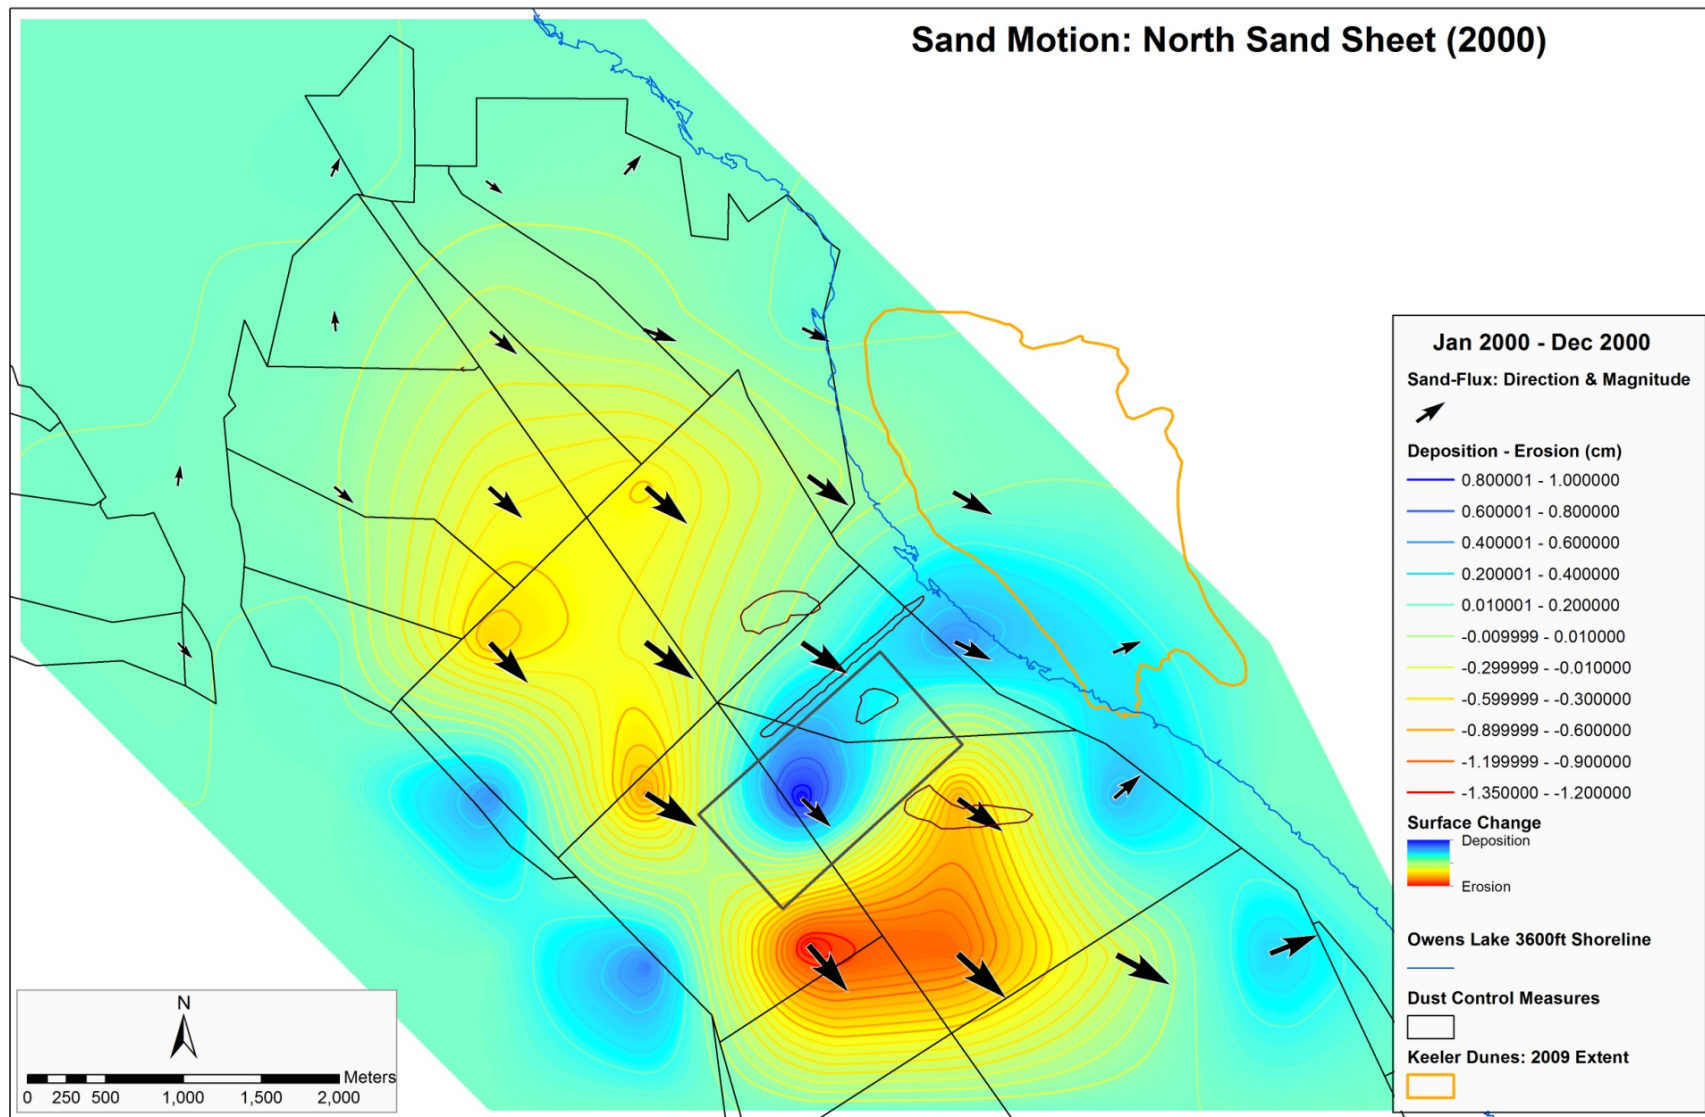 Sand Motion: North Sand Sheet (2000)
Jan 2000 - Dec 2000
Sand-Flux: Direction & Magnitude
Deposition - Erosion (cm)
0.800001 - 1.000000
0.600001 - 0.800000
0.400001 - 0.600000
0.200001 - 0.400000
0.010001 - 0.200000
-0.009999 - 0.010000
-0.299999 - -0.010000
-0.599999 - -0.300000
-0.899999 - -0.600000
-1.199999 - -0.900000
-1.350000 - -1.200000
Surface Change
Deposition
Erosion
Owens Lake 3600ft Shoreline
Dust Control Measures
Keeler Dunes: 2009 Extent
N
Meters
0 250 500 1,000 1,500 2,000